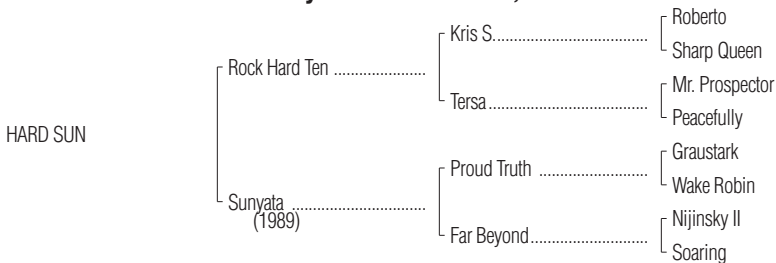 Roberto
Kris S.
Sharp Queen
Rock Hard Ten
Mr. Prospector
Tersa
Peacefully
HARD SUN
Graustark
Proud Truth
Wake Robin
Sunyata
(1989)
Nijinsky II
Far Beyond
Soaring